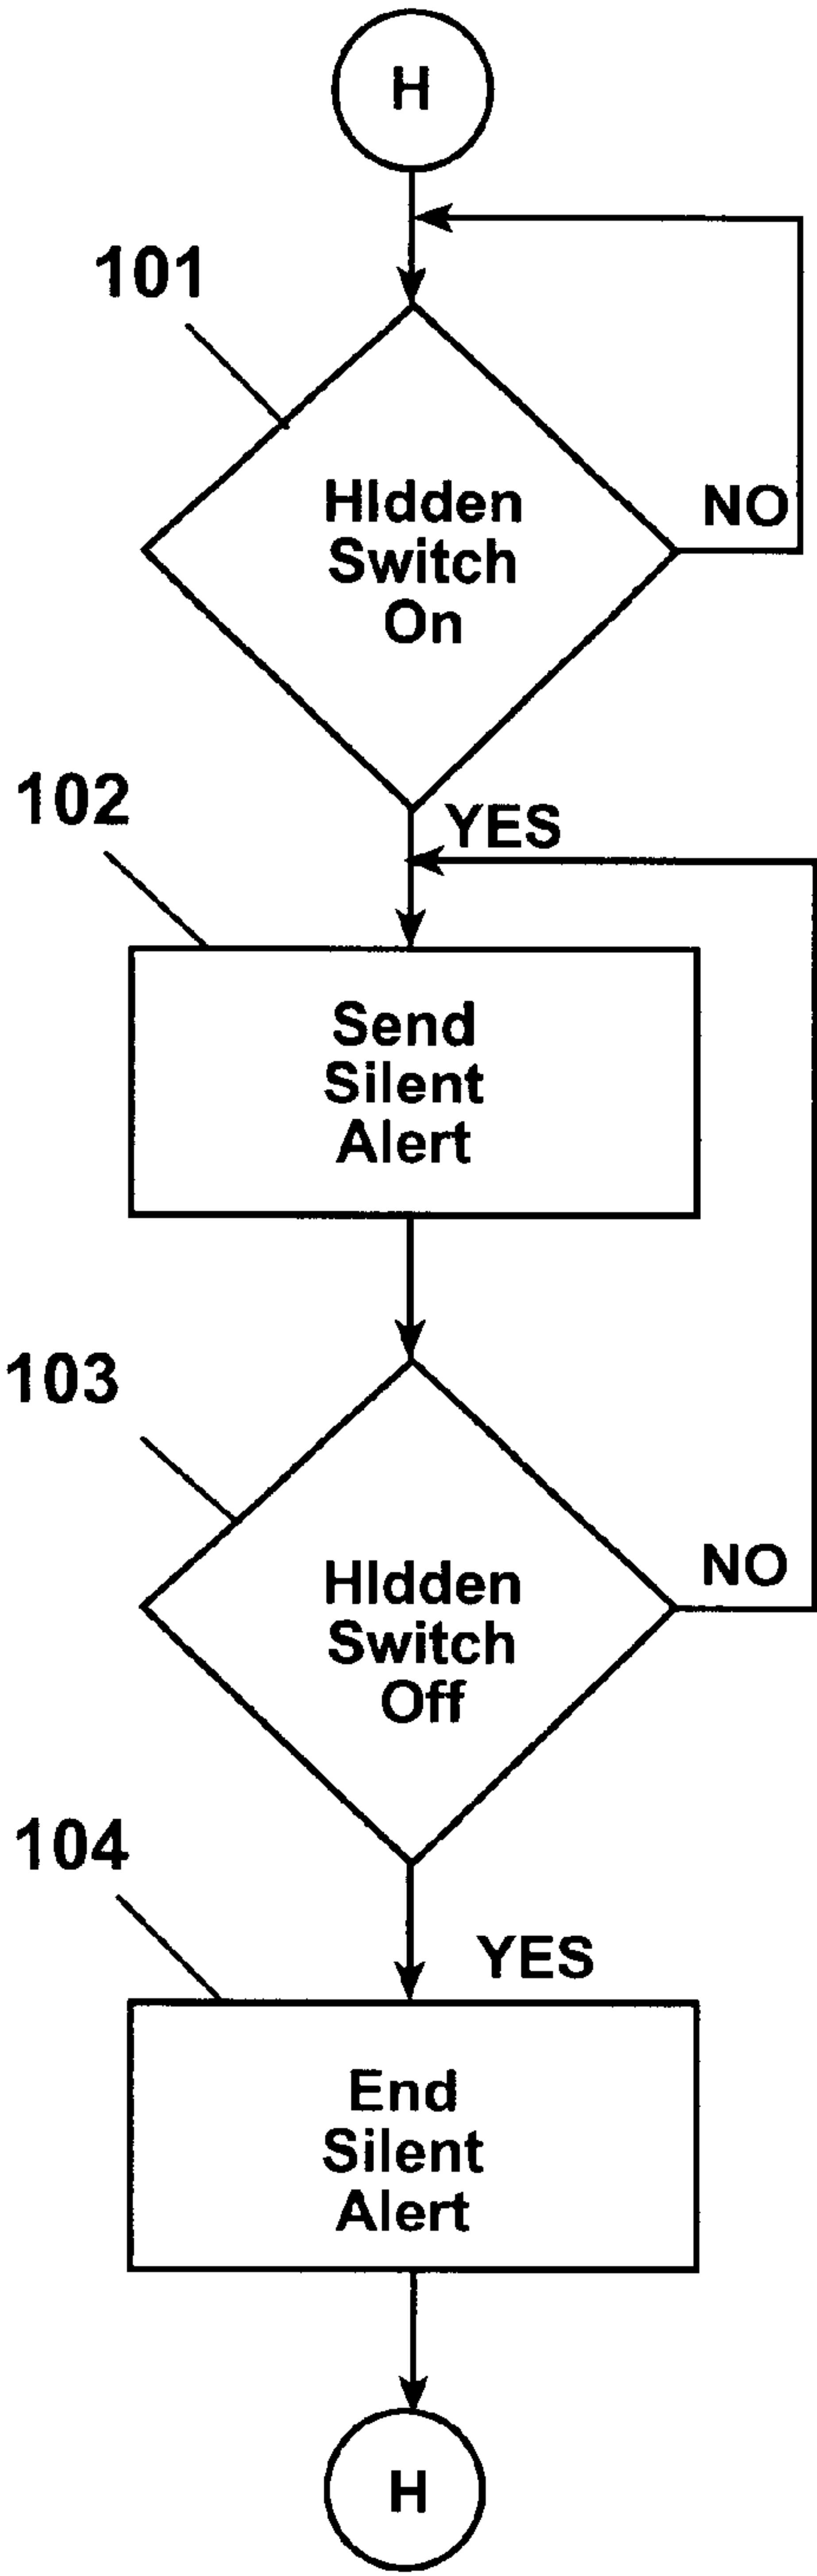 H
101
HIdden
Switch
On
NO
102
YES
Send
Silent
Alert
103
HIdden
Switch
Off
NO
104
YES
End
Silent
Alert
H